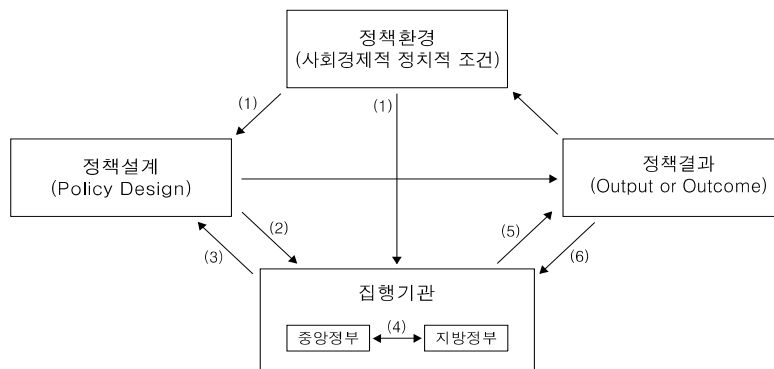 정책환경
(사회경제적 정치적 조건)
(1)
(1)
정책설계
(Policy Design)
정책결과
(Output or Outcome)
(2)
(3)
(5)
(6)
집행기관
중앙정부
(4)
지방정부